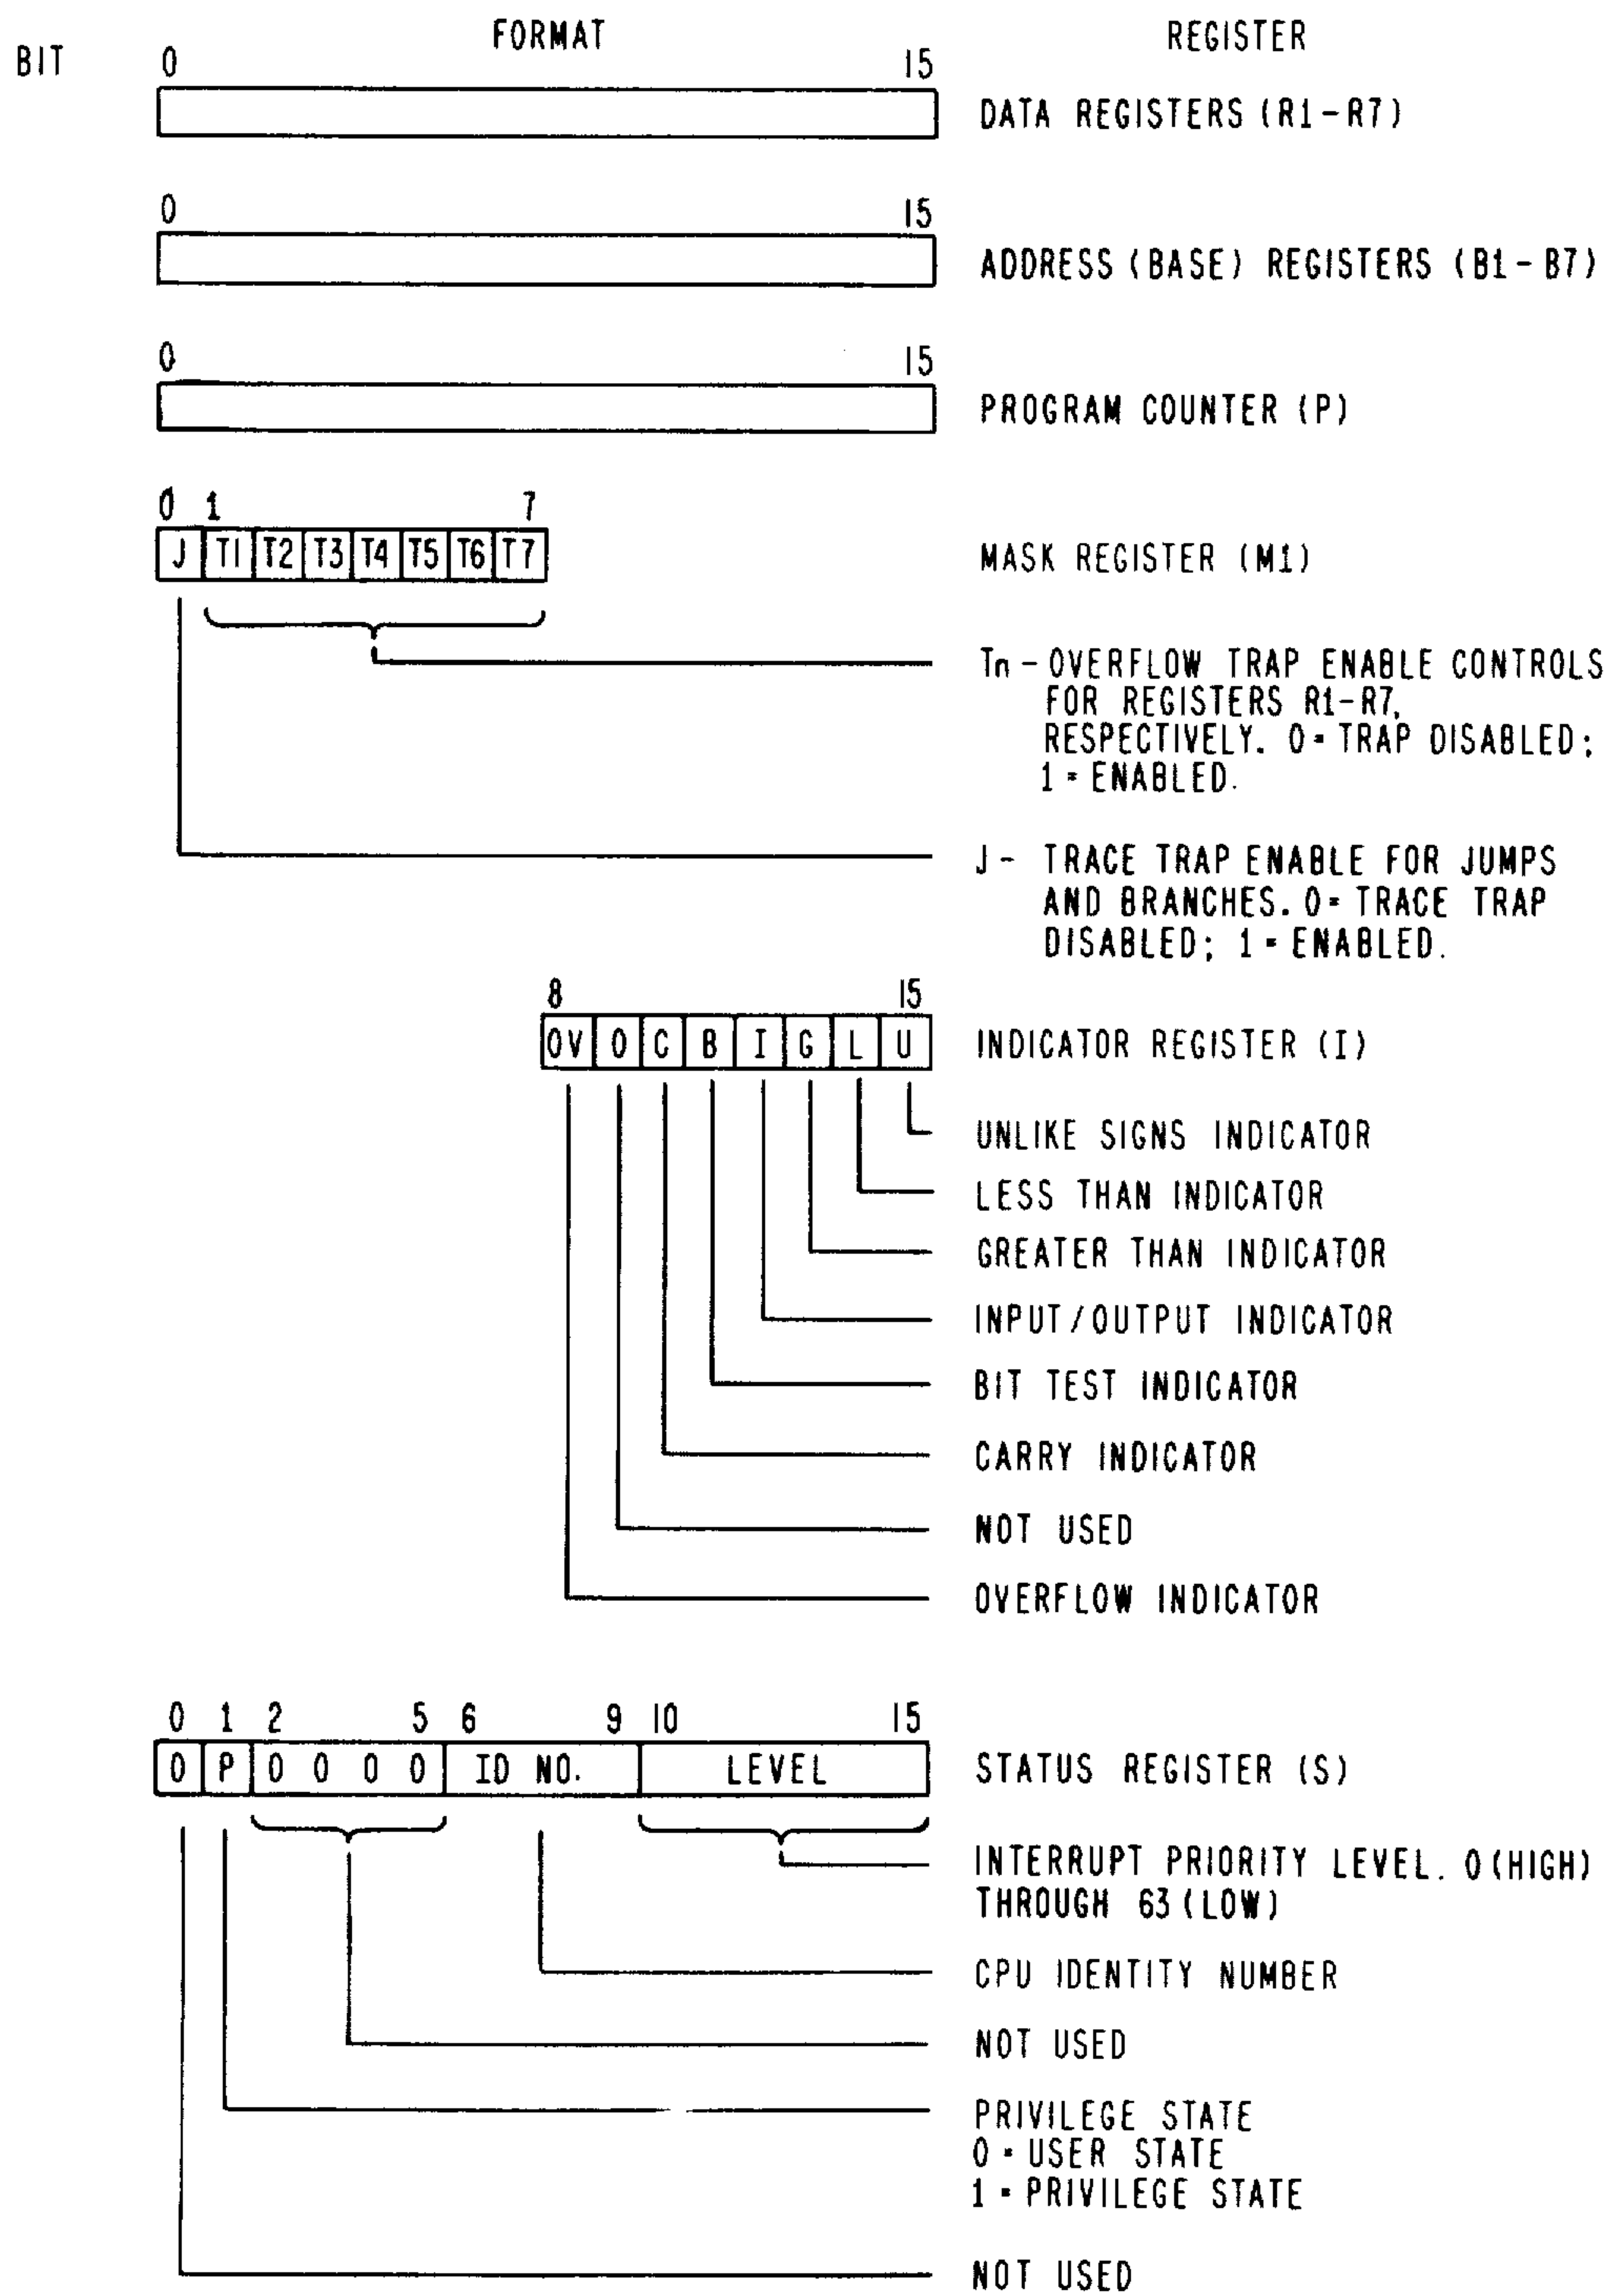 FORMAT REGISTER
BIT 0 15
DATA REGISTERS (R1-R7)
0 15
ADDRESS (BASE) REGISTERS (B1-B7)
0 15
PROGRAM COUNTER (P)
0 1 7
J T1 T2 T3 T4 T5 T6 T7 MASK REGISTER (M1)
Tn - OVERFLOW TRAP ENABLE CONTROLS
FOR REGISTERS R1-R7,
RESPECTIVELY. 0 = TRAP DISABLED;
1 = ENABLED.
J - TRACE TRAP ENABLE FOR JUMPS
AND BRANCHES. 0 = TRACE TRAP
DISABLED; 1 = ENABLED.
8 15
OV 0 C B I G L U INDICATOR REGISTER (I)
UNLIKE SIGNS INDICATOR
LESS THAN INDICATOR
GREATER THAN INDICATOR
INPUT/OUTPUT INDICATOR
BIT TEST INDICATOR
CARRY INDICATOR
NOT USED
OVERFLOW INDICATOR
0 1 2 5 6 9 10 15
0 P 0 0 0 0 ID NO. LEVEL STATUS REGISTER (S)
INTERRUPT PRIORITY LEVEL. 0 (HIGH)
THROUGH 63 (LOW)
CPU IDENTITY NUMBER
NOT USED
PRIVILEGE STATE
0 = USER STATE
1 = PRIVILEGE STATE
NOT USED